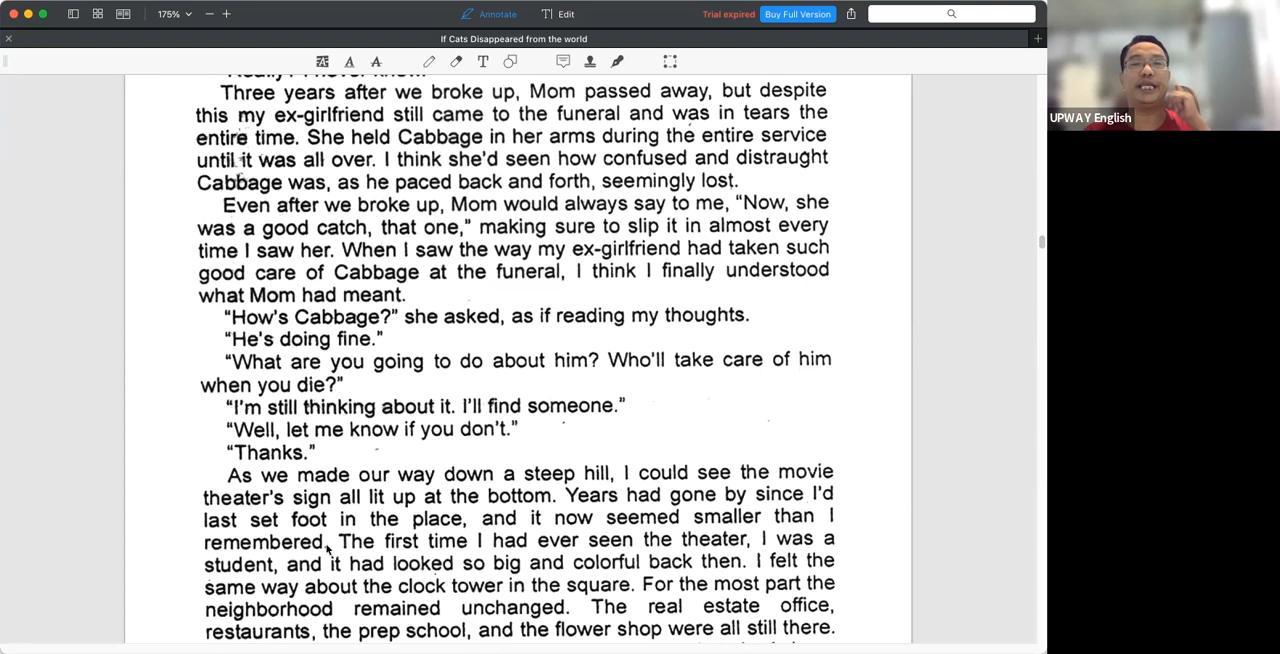 175%
Annotate
Edit
Trial expired
Buy Full Version
If Cats Disappeared from the world
Three years after we broke up, Mom passed away, but despite
this my ex-girlfriend still came to the funeral and was in tears the
entire time. She held Cabbage in her arms during the entire service
until it was all over. I think she’d seen how confused and distraught
Cabbage was, as he paced back and forth, seemingly lost.
Even after we broke up, Mom would always say to me, “Now, she
was a good catch, that one,” making sure to slip it in almost every
time I saw her. When I saw the way my ex-girlfriend had taken such
good care of Cabbage at the funeral, I think I finally understood
what Mom had meant.
“How’s Cabbage?” she asked, as if reading my thoughts.
“He’s doing fine.”
“What are you going to do about him? Who’ll take care of him
when you die?”
“I’m still thinking about it. I’ll find someone.”
“Well, let me know if you don’t.”
“Thanks.”
As we made our way down a steep hill, I could see the movie
theater’s sign all lit up at the bottom. Years had gone by since I’d
last set foot in the place, and it now seemed smaller than I
remembered. The first time I had ever seen the theater, I was a
student, and it had looked so big and colorful back then. I felt the
same way about the clock tower in the square. For the most part the
neighborhood remained unchanged. The real estate office,
restaurants, the prep school, and the flower shop were all still there.
UPWAY English